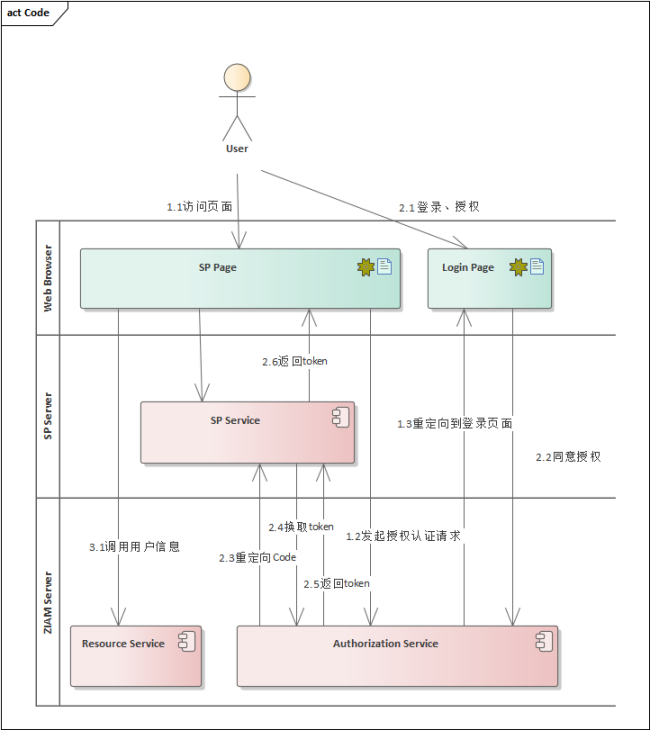 act Code
User
1.1访问页面
2.1登录、授权
Web Browser
SP Page
Login Page
SP Server
2.6返回token
SP Service
1.3重定向到登录页面
2.2同意授权
ZIAM Server
2.4换取token
1.2发起授权认证请求
3.1调用用户信息
2.3重定向Code
2.5返回token
Resource Service
Authorization Service